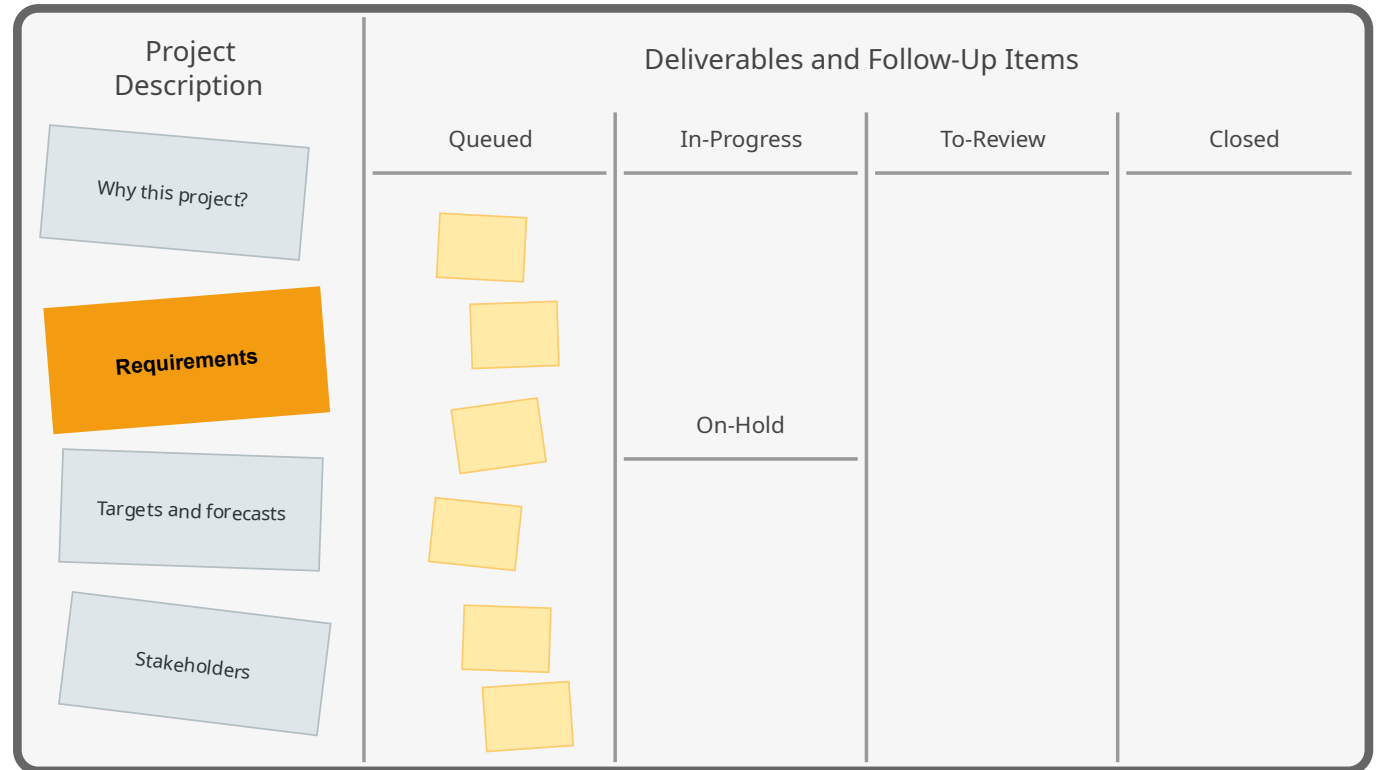 Project
Description
Deliverables and Follow-Up Items
Queued
In-Progress
To-Review
Closed
Why this project?
Requirements
On-Hold
Targets and forecasts
Stakeholders